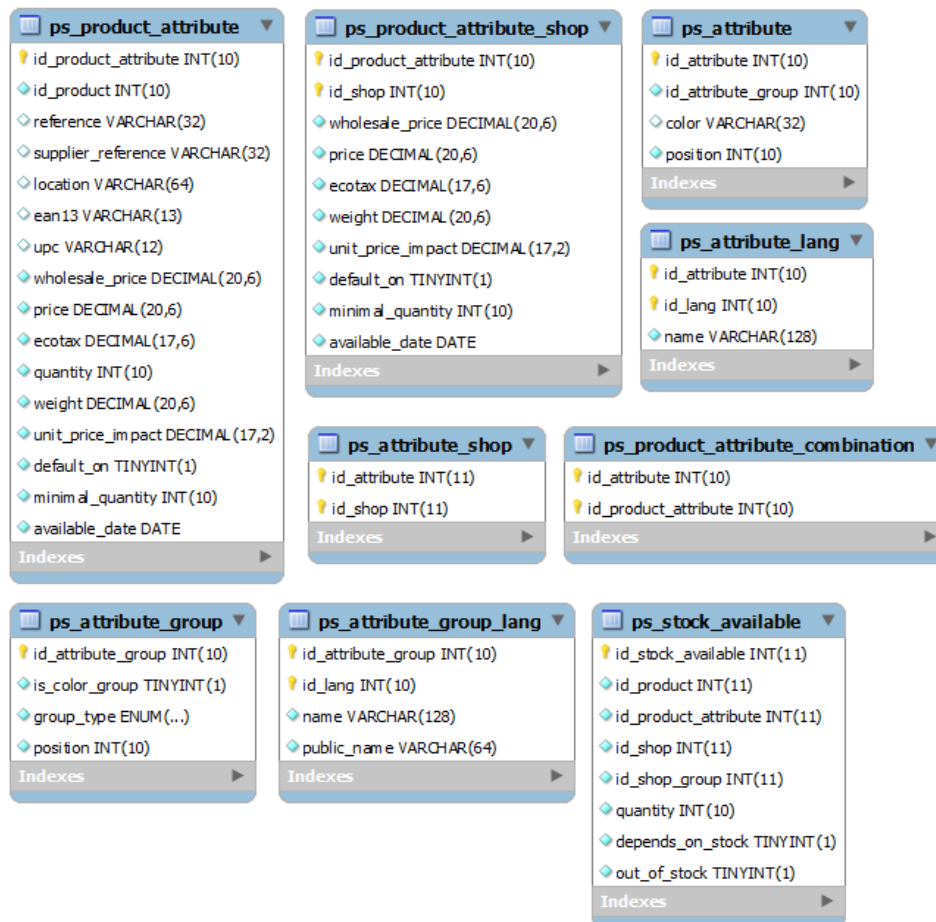 ps_product_attribute
id_product_attribute INT(10)
id_product INT(10)
reference VARCHAR(32)
supplier_reference VARCHAR(32)
location VARCHAR(64)
ean13 VARCHAR(13)
upc VARCHAR(12)
wholesale_price DECIMAL(20,6)
price DECIMAL(20,6)
ecotax DECIMAL(17,6)
quantity INT(10)
weight DECIMAL(20,6)
unit_price_impact DECIMAL(17,2)
default_on TINYINT(1)
minimal_quantity INT(10)
available_date DATE
Indexes
ps_product_attribute_shop
id_product_attribute INT(10)
id_shop INT(10)
wholesale_price DECIMAL(20,6)
price DECIMAL(20,6)
ecotax DECIMAL(17,6)
weight DECIMAL(20,6)
unit_price_impact DECIMAL(17,2)
default_on TINYINT(1)
minimal_quantity INT(10)
available_date DATE
Indexes
ps_attribute
id_attribute INT(10)
id_attribute_group INT(10)
color VARCHAR(32)
position INT(10)
Indexes
ps_attribute_lang
id_attribute INT(10)
id_lang INT(10)
name VARCHAR(128)
Indexes
ps_attribute_shop
id_attribute INT(11)
id_shop INT(11)
Indexes
ps_product_attribute_combination
id_attribute INT(10)
id_product_attribute INT(10)
Indexes
ps_attribute_group
id_attribute_group INT(10)
is_color_group TINYINT(1)
group_type ENUM(...)
position INT(10)
Indexes
ps_attribute_group_lang
id_attribute_group INT(10)
id_lang INT(10)
name VARCHAR(128)
public_name VARCHAR(64)
Indexes
ps_stock_available
id_stock_available INT(11)
id_product INT(11)
id_product_attribute INT(11)
id_shop INT(11)
id_shop_group INT(11)
quantity INT(10)
depends_on_stock TINYINT(1)
out_of_stock TINYINT(1)
Indexes